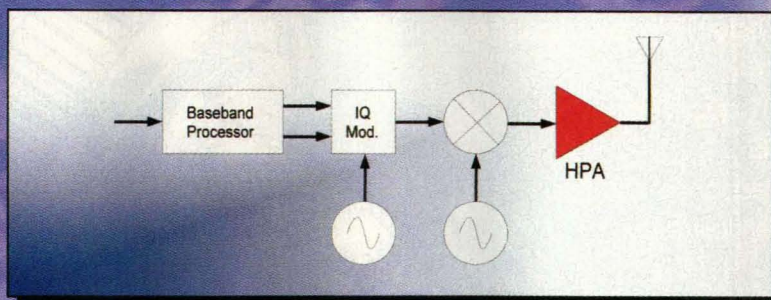 Baseband
Processor
IQ
Mod.
HPA